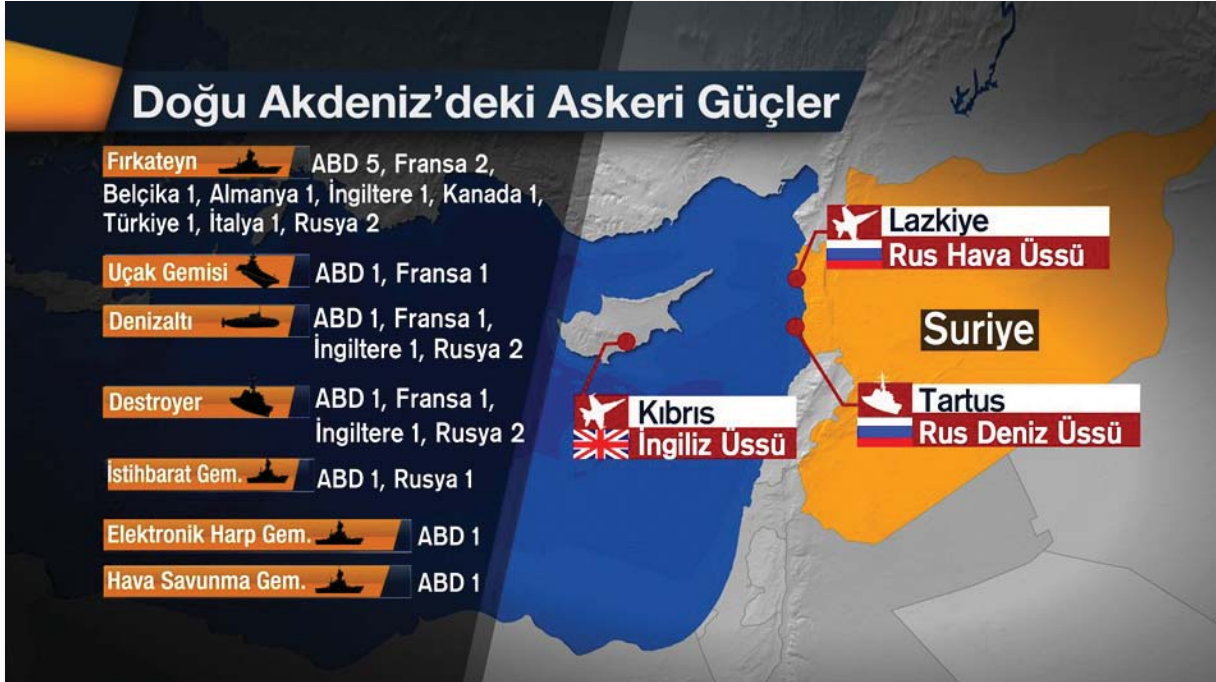 Doğu Akdeniz'deki Askeri Güçler
Fırkateyn ABD 5, Fransa 2,
Belçika 1, Almanya 1, İngiltere 1, Kanada 1,
Türkiye 1, İtalya 1, Rusya 2
Uçak Gemisi ABD 1, Fransa 1
Denizaltı ABD 1, Fransa 1,
İngiltere 1, Rusya 2
Destroyer ABD 1, Fransa 1,
İngiltere 1, Rusya 2
İstihbarat Gem. ABD 1, Rusya 1
Elektronik Harp Gem. ABD 1
Hava Savunma Gem. ABD 1
Lazkiye
Rus Hava Üssü
Suriye
Kıbrıs
İngiliz Üssü
Tartus
Rus Deniz Üssü